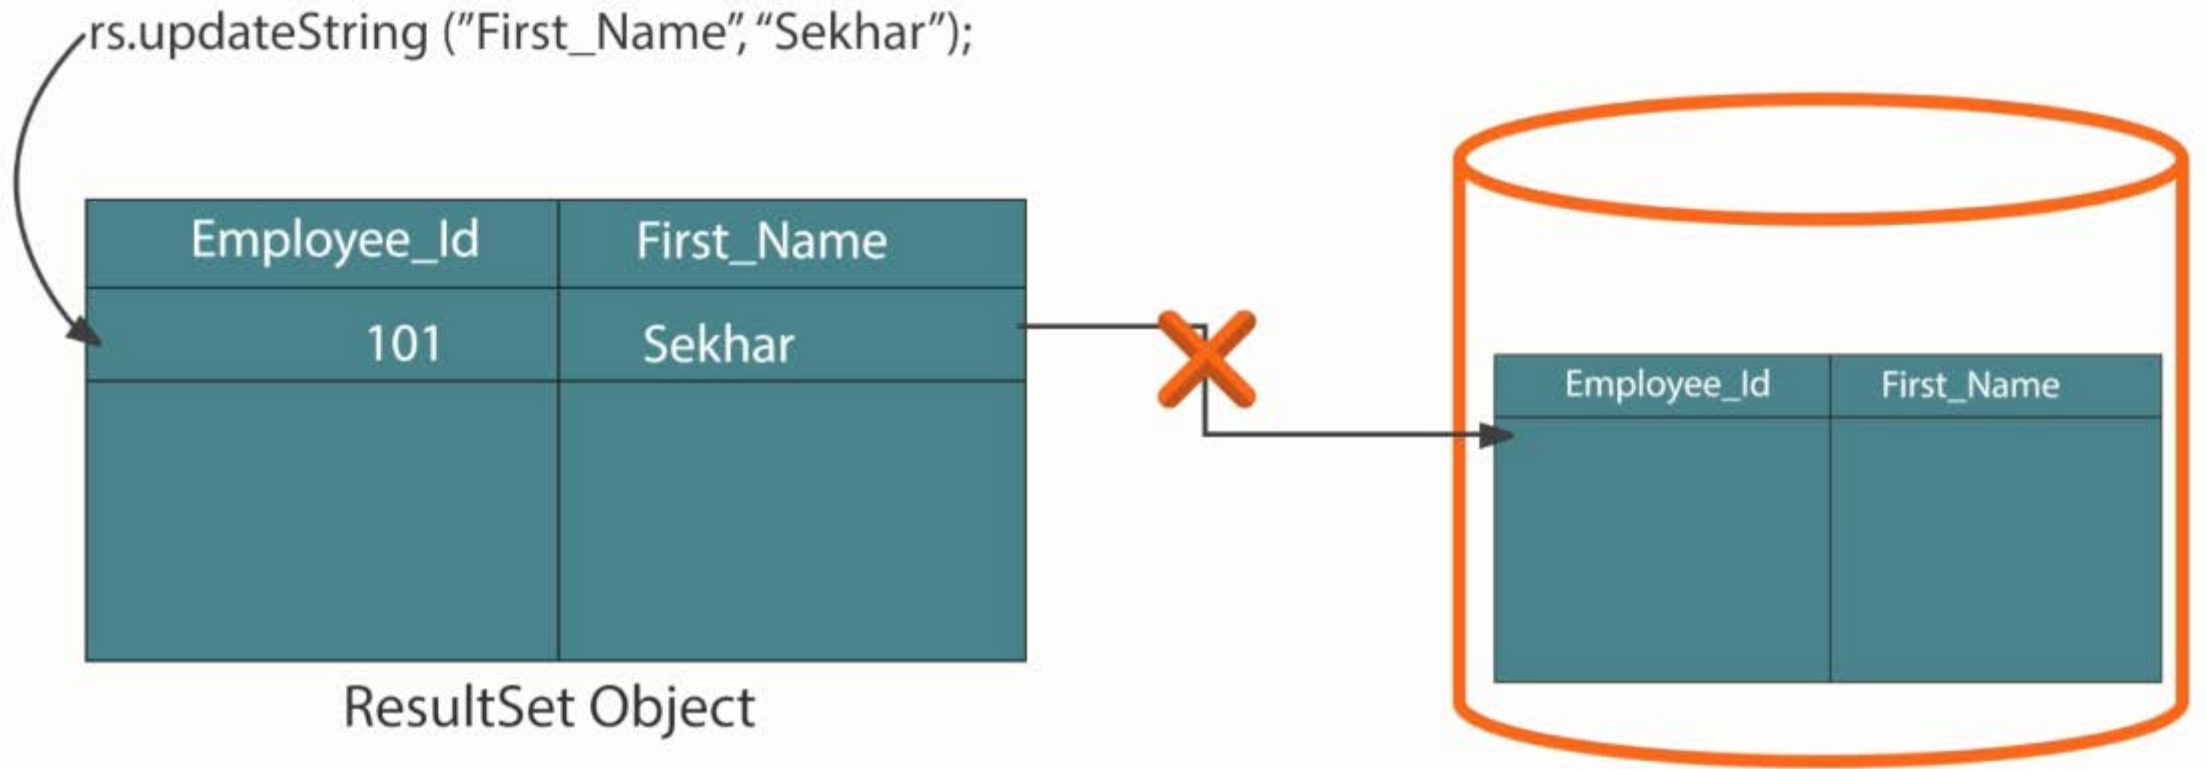 rs.updateString (”First_Name”, “Sekhar”);
Employee_Id First_Name
101 Sekhar
ResultSet Object
Employee_Id First_Name